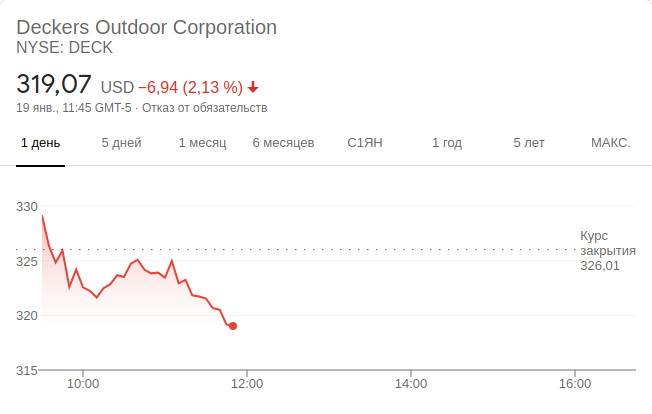 Deckers Outdoor Corporation
NYSE: DECK
319,07 USD −6,94 (2,13 %)
19 янв., 11:45 GMT-5 · Отказ от обязательств
1 день 5 дней 1 месяц 6 месяцев С1ЯН 1 год 5 лет МАКС.
330
Курс
закрытия
326,01
325
320
315
10:00 12:00 14:00 16:00